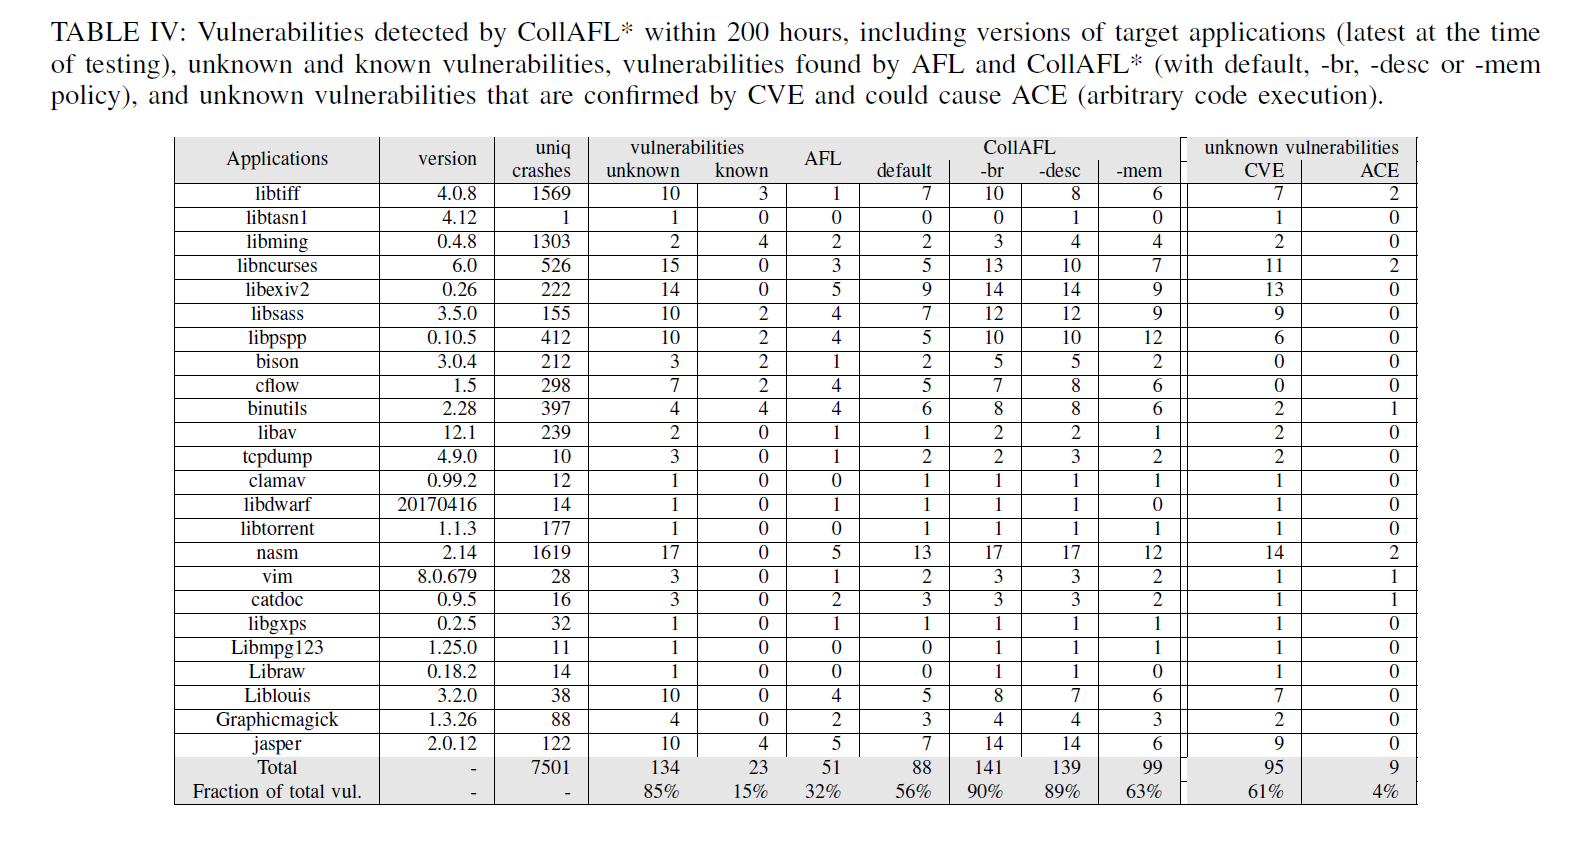 TABLE IV: Vulnerabilities detected by CollAFL* within 200 hours, including versions of target applications (latest at the time
of testing), unknown and known vulnerabilities, vulnerabilities found by AFL and CollAFL* (with default, -br, -desc or -mem
policy), and unknown vulnerabilities that are confirmed by CVE and could cause ACE (arbitrary code execution).
Applications version uniq crashes vulnerabilities AFL CollAFL unknown vulnerabilities
unknown known default -br -desc -mem CVE ACE
libtiff 4.0.8 1569 10 3 1 7 10 8 6 7 2
libtasn1 4.12 1 1 0 0 0 0 1 0 1 0
libming 0.4.8 1303 2 4 2 2 3 4 4 2 0
libncurses 6.0 526 15 0 3 5 13 10 7 11 2
libexiv2 0.26 222 14 0 5 9 14 14 9 13 0
libsass 3.5.0 155 10 2 4 7 12 12 9 9 0
libpspp 0.10.5 412 10 2 4 5 10 10 12 6 0
bison 3.0.4 212 3 2 1 2 5 5 2 0 0
cflow 1.5 298 7 2 4 5 7 8 6 0 0
binutils 2.28 397 4 4 4 6 8 8 6 2 1
libav 12.1 239 2 0 1 1 2 2 1 2 0
tcpdump 4.9.0 10 3 0 1 2 2 3 2 2 0
clamav 0.99.2 12 1 0 0 1 1 1 1 1 0
libdwarf 20170416 14 1 0 1 1 1 1 0 1 0
libtorrent 1.1.3 177 1 0 0 1 1 1 1 1 0
nasm 2.14 1619 17 0 5 13 17 17 12 14 2
vim 8.0.679 28 3 0 1 2 3 3 2 1 1
catdoc 0.9.5 16 3 0 2 3 3 3 2 1 1
libgxps 0.2.5 32 1 0 1 1 1 1 1 1 0
Libmpg123 1.25.0 11 1 0 0 0 1 1 1 1 0
Libraw 0.18.2 14 1 0 0 0 1 1 0 1 0
Liblouis 3.2.0 38 10 0 4 5 8 7 6 7 0
Graphicmagick 1.3.26 88 4 0 2 3 4 4 3 2 0
jasper 2.0.12 122 10 4 5 7 14 14 6 9 0
Total - 7501 134 23 51 88 141 139 99 95 9
Fraction of total vul. - - 85% 15% 32% 56% 90% 89% 63% 61% 4%